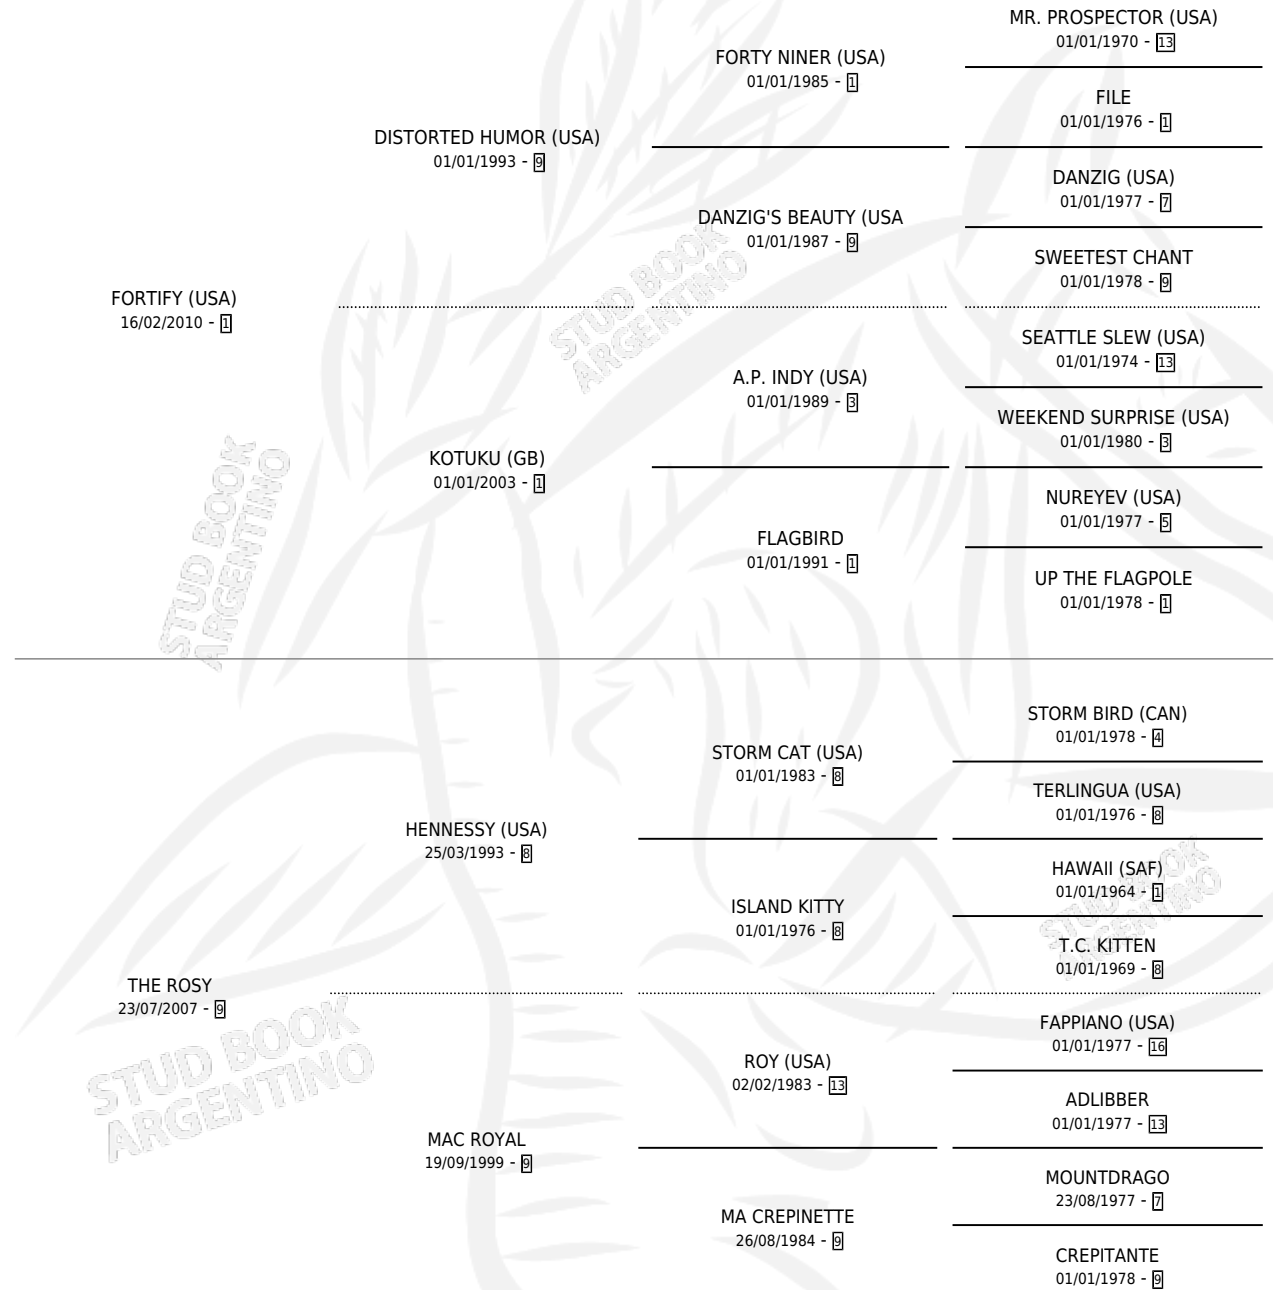 MR. PROSPECTOR (USA)
01/01/1970 - 13
FORTY NINER (USA)
01/01/1985 - 1
FILE
01/01/1976 - 1
DISTORTED HUMOR (USA)
01/01/1993 - 9
DANZIG (USA)
01/01/1977 - 7
DANZIG'S BEAUTY (USA
01/01/1987 - 9
SWEETEST CHANT
01/01/1978 - 9
FORTIFY (USA)
16/02/2010 - 1
SEATTLE SLEW (USA)
01/01/1974 - 13
A.P. INDY (USA)
01/01/1989 - 3
WEEKEND SURPRISE (USA)
01/01/1980 - 3
KOTUKU (GB)
01/01/2003 - 1
NUREYEV (USA)
01/01/1977 - 5
FLAGBIRD
01/01/1991 - 1
UP THE FLAGPOLE
01/01/1978 - 1
STUD BOOK
ARGENTINO
STUD BOOK
ARGENTINO
STORM BIRD (CAN)
01/01/1978 - 4
STORM CAT (USA)
01/01/1983 - 8
TERLINGUA (USA)
01/01/1976 - 8
HENNESSY (USA)
25/03/1993 - 8
HAWAII (SAF)
01/01/1964 - 1
ISLAND KITTY
01/01/1976 - 8
T.C. KITTEN
01/01/1969 - 8
STUD BOOK
ARGENTINO
THE ROSY
23/07/2007 - 9
FAPPIANO (USA)
01/01/1977 - 16
ROY (USA)
02/02/1983 - 13
ADLIBBER
01/01/1977 - 13
MAC ROYAL
19/09/1999 - 9
MOUNTDRAGO
23/08/1977 - 7
MA CREPINETTE
26/08/1984 - 9
CREPITANTE
01/01/1978 - 9
STUD BOOK
ARGENTINO